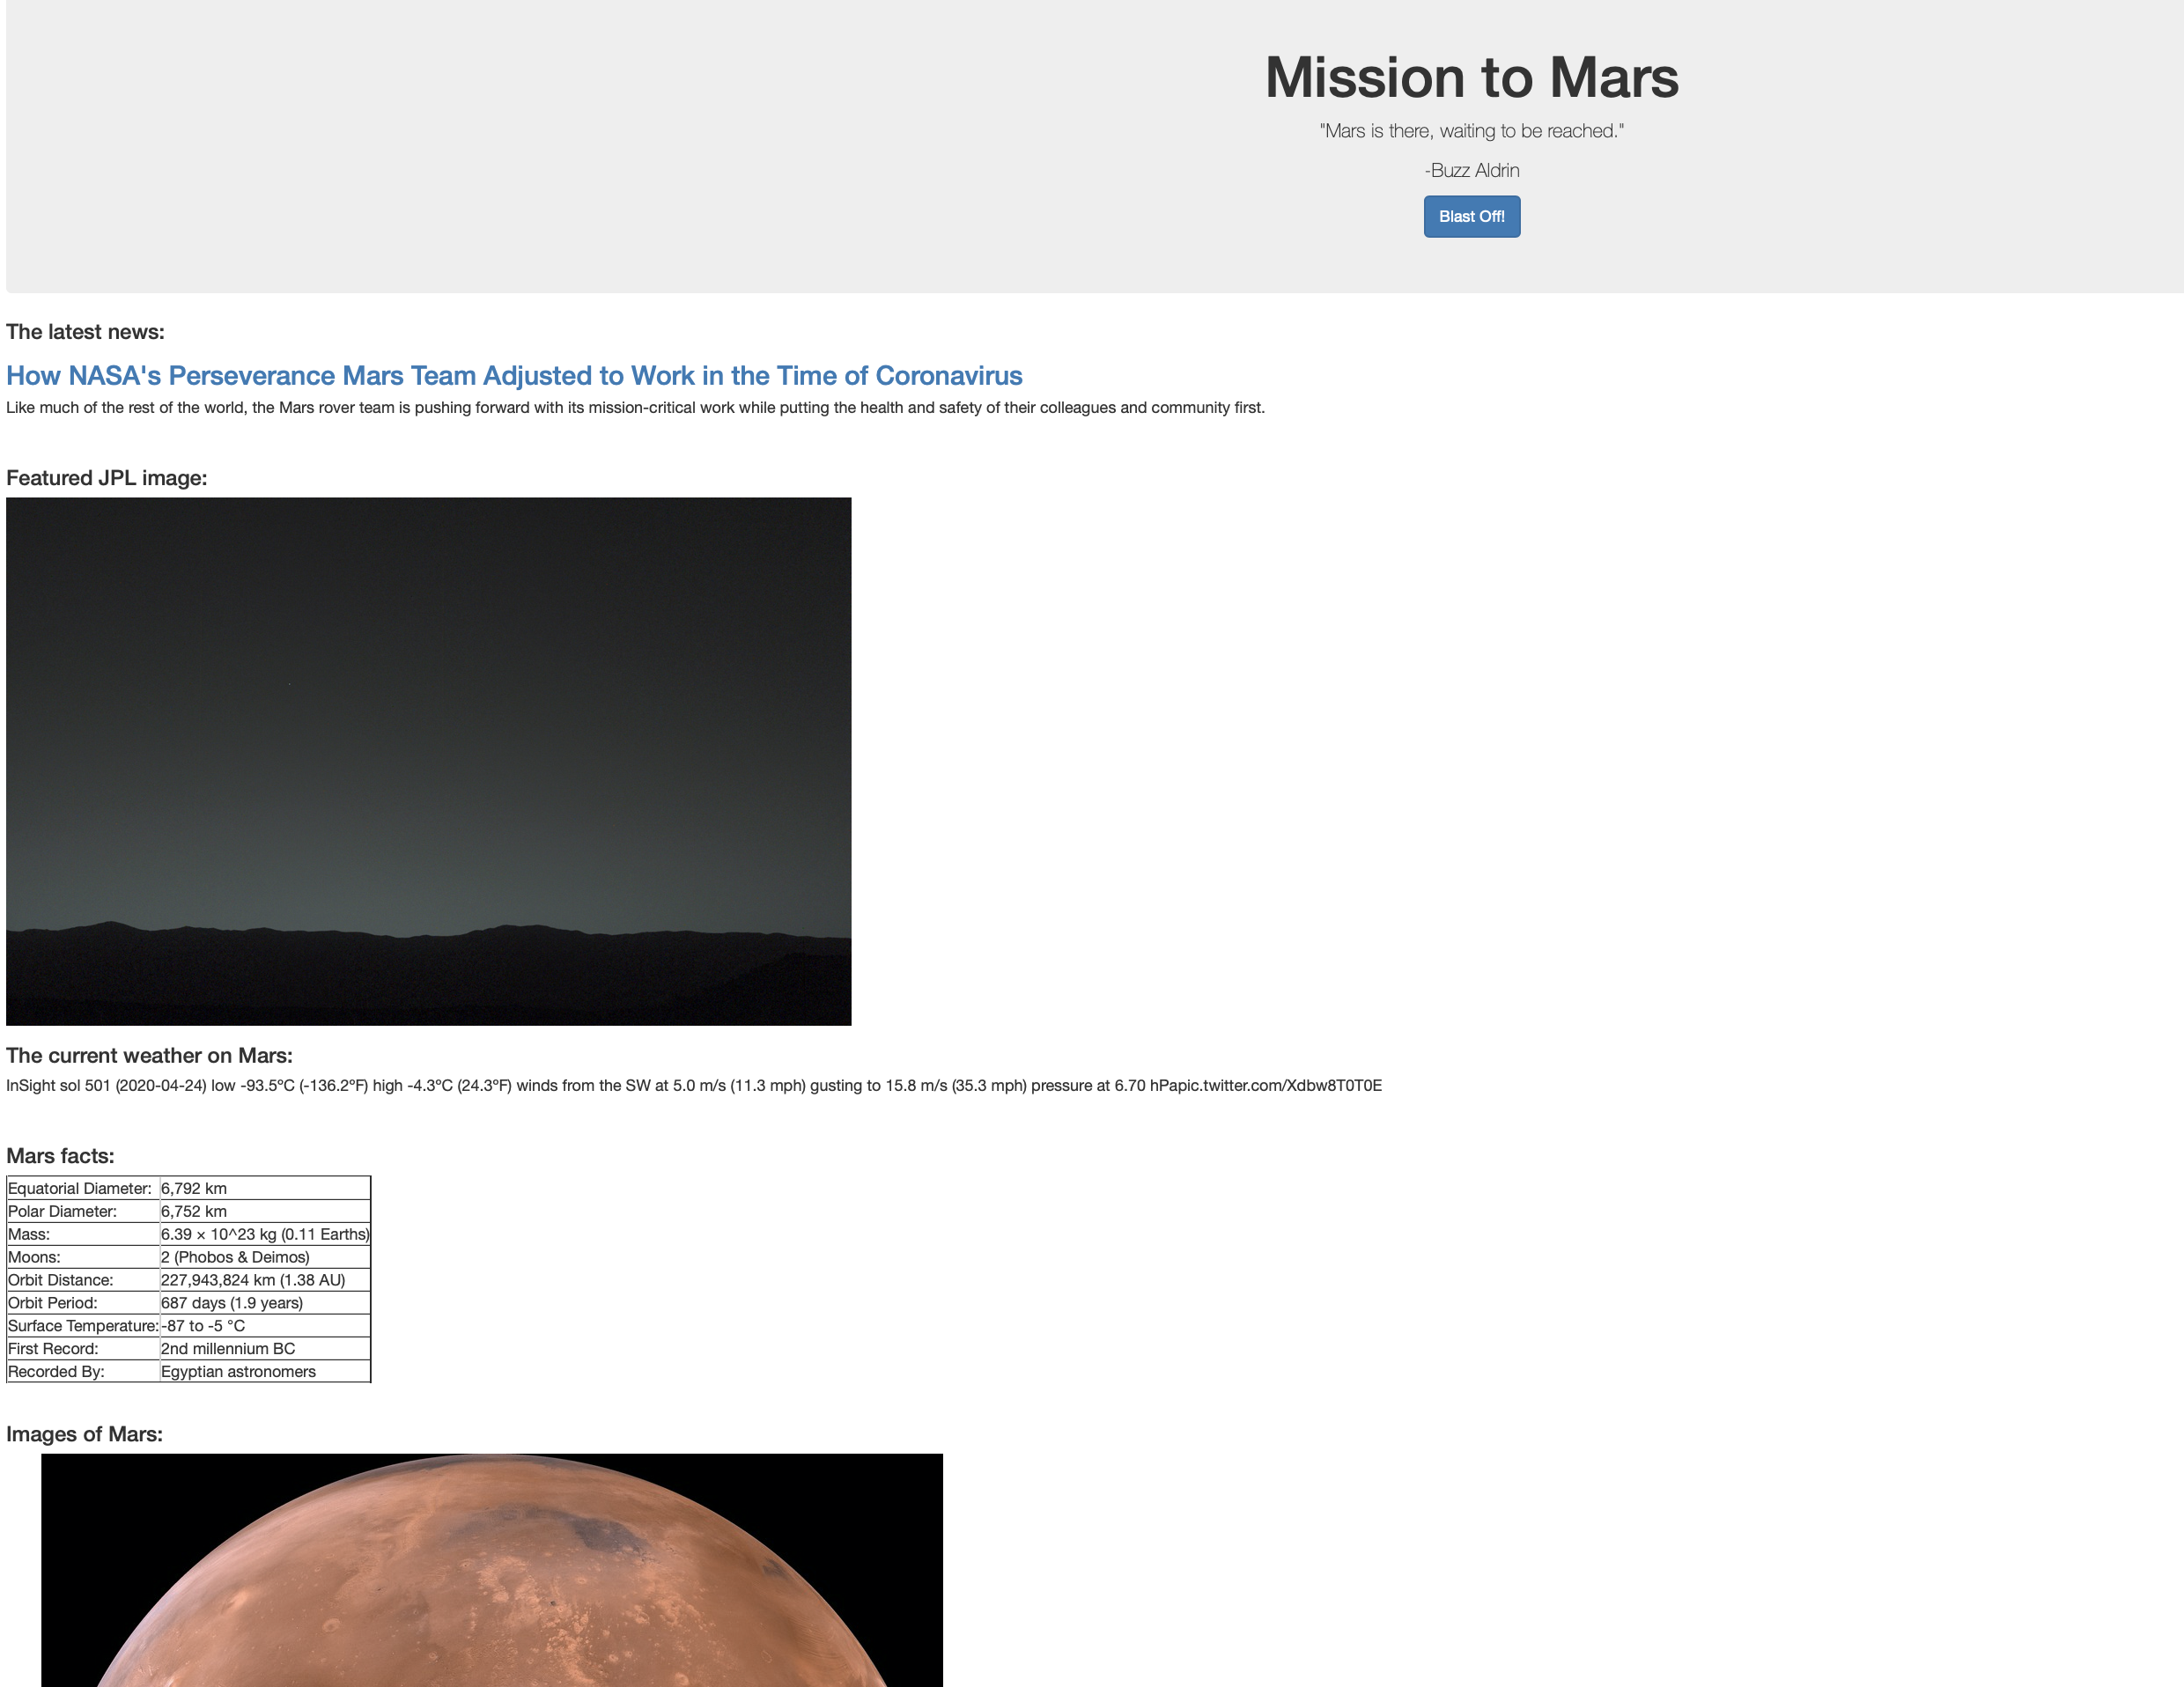 Mission to Mars
"Mars is there, waiting to be reached."
-Buzz Aldrin
Blast Off!
The latest news:
How NASA's Perseverance Mars Team Adjusted to Work in the Time of Coronavirus
Like much of the rest of the world, the Mars rover team is pushing forward with its mission-critical work while putting the health and safety of their colleagues and community first.
Featured JPL image:
The current weather on Mars:
InSight sol 501 (2020-04-24) low -93.5ºC (-136.2ºF) high -4.3ºC (24.3ºF) winds from the SW at 5.0 m/s (11.3 mph) gusting to 15.8 m/s (35.3 mph) pressure at 6.70 hPapic.twitter.com/Xdbw8T0T0E
Mars facts:
Equatorial Diameter: 6,792 km
Polar Diameter: 6,752 km
Mass: 6.39 × 10^23 kg (0.11 Earths)
Moons: 2 (Phobos & Deimos)
Orbit Distance: 227,943,824 km (1.38 AU)
Orbit Period: 687 days (1.9 years)
Surface Temperature: -87 to -5 °C
First Record: 2nd millennium BC
Recorded By: Egyptian astronomers
Images of Mars: